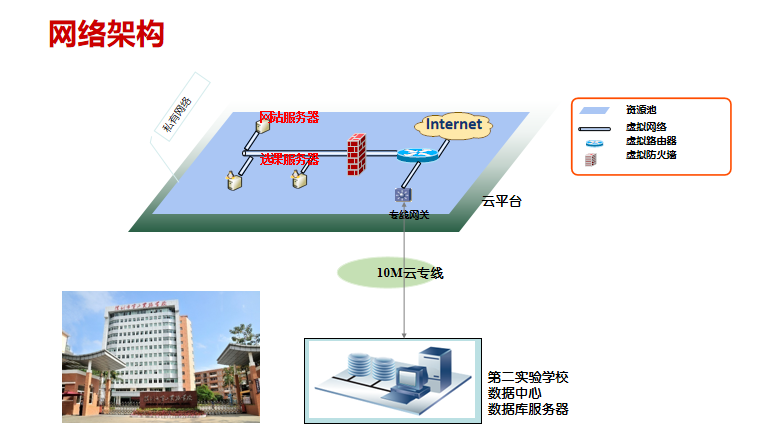 网络架构
私有网络
网站服务器
Internet
选课服务器
专线网关
云平台
资源池
虚拟网络
虚拟路由器
虚拟防火墙
10M云专线
第二实验学校
数据中心
数据库服务器